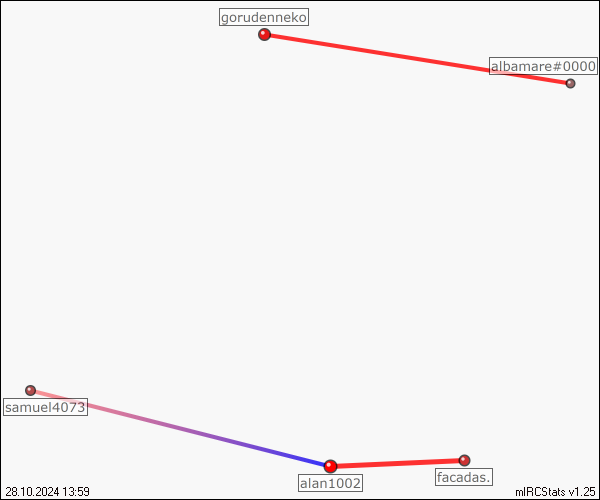 gorudenneko
albamare#0000
samuel4073
alan1002
facadas.
28.10.2024 13:59
mIRCStats v1.25